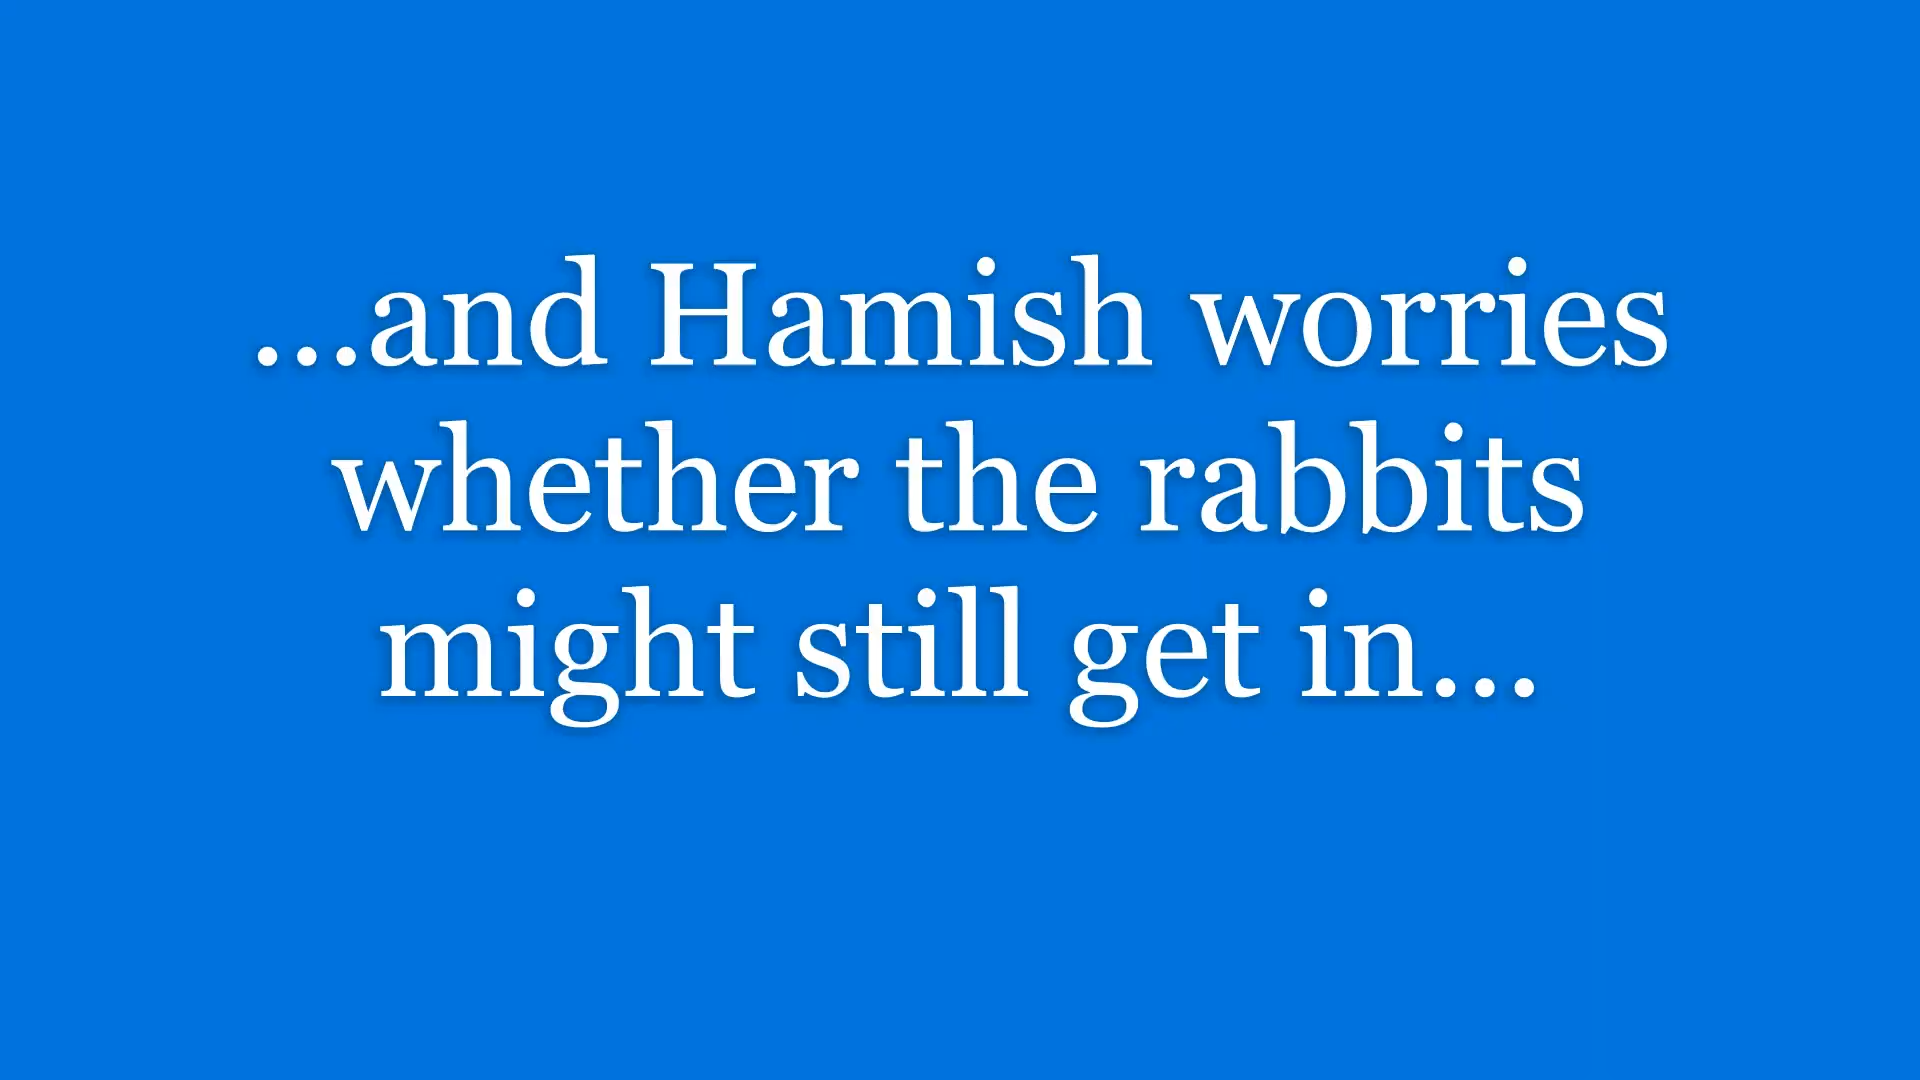 ...and Hamish worries
whether the rabbits
might still get in...